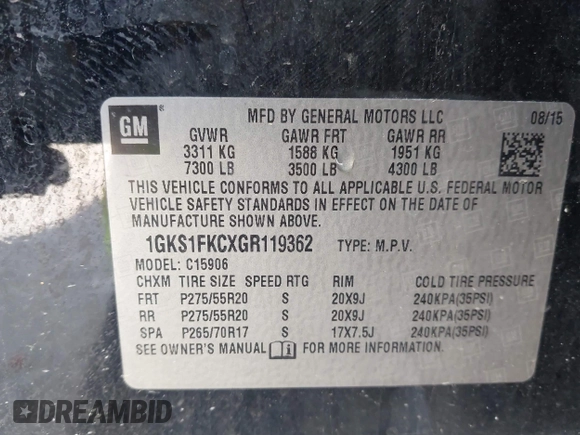 GM ®
MFD BY GENERAL MOTORS LLC 08/15
GVWR GAWR FRT GAWR RR
3311 KG 1588 KG 1951 KG
7300 LB 3500 LB 4300 LB
THIS VEHICLE CONFORMS TO ALL APPLICABLE U.S. FEDERAL MOTOR
VEHICLE SAFETY STANDARDS IN EFFECT ON THE DATE OF
MANUFACTURE SHOWN ABOVE.
1GKS1FKCXGR119362 TYPE: M.P.V.
MODEL: C15906
CHXM TIRE SIZE SPEED RTG RIM COLD TIRE PRESSURE
FRT P275/55R20 S 20X9J 240KPA(35PSI)
RR P275/55R20 S 20X9J 240KPA(35PSI)
SPA P265/70R17 S 17X7.5J 240KPA(35PSI)
SEE OWNER'S MANUAL FOR MORE INFORMATION.
DREAMBID